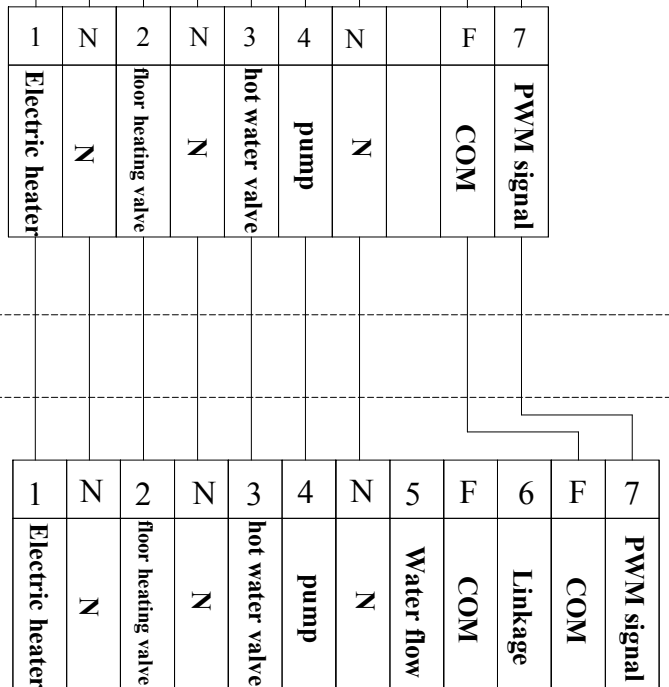 1 N 2 N 3 4 N F 7
Electric heater N floor heating valve N hot water valve pump N COM PWM signal
1 N 2 N 3 4 N 5 F 6 F 7
Electric heater N floor heating valve N hot water valve pump N Water flow COM Linkage COM PWM signal